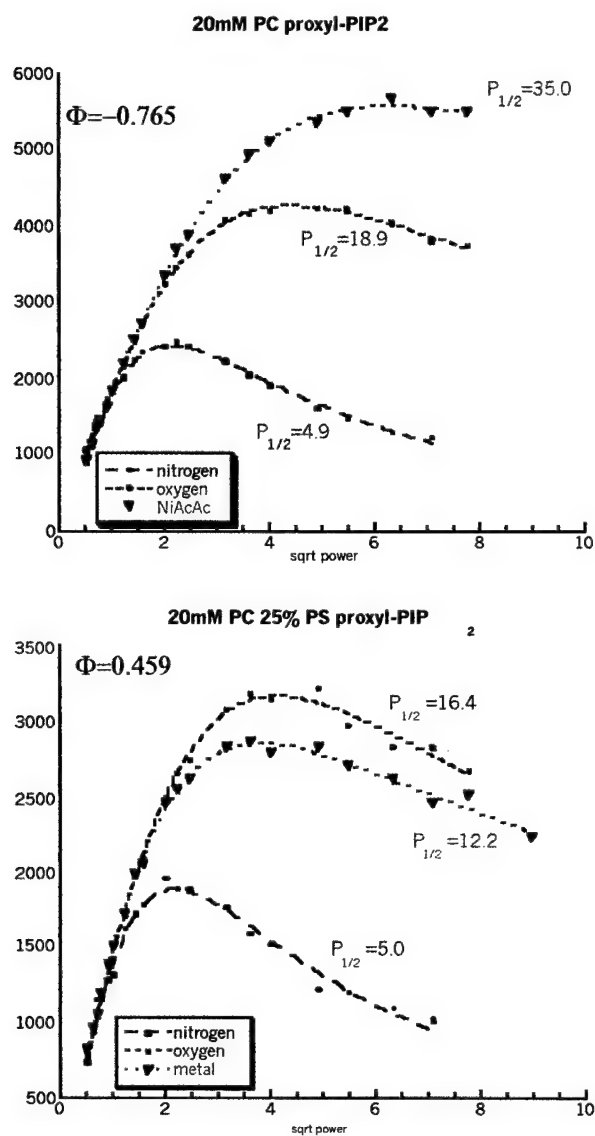 20mM PC proxyl-PIP2
6000
5000
4000
3000
2000
1000
0
Φ=–0.765
P1/2=35.0
P1/2=18.9
P1/2=4.9
nitrogen
oxygen
NiAcAc
0 2 4 6 8 10
sqrt power
20mM PC 25% PS proxyl-PIP 2
3500
3000
2500
2000
1500
1000
500
Φ=0.459
P1/2=16.4
P1/2=12.2
P1/2=5.0
nitrogen
oxygen
metal
0 2 4 6 8 10
sqrt power